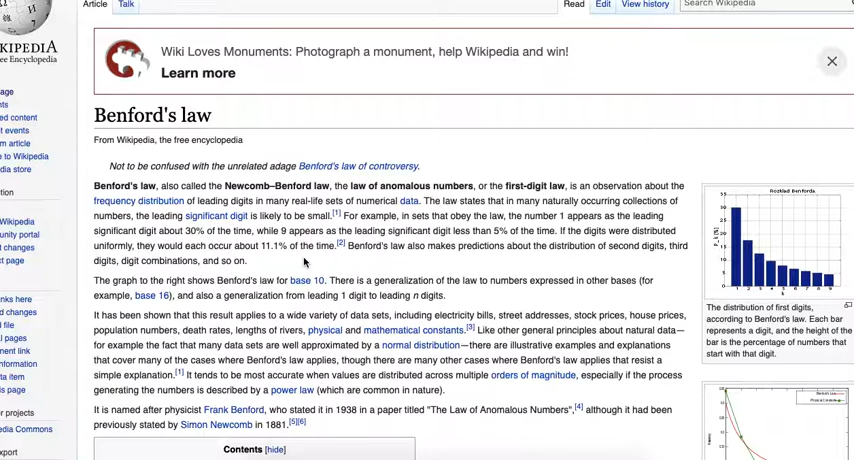 Article Talk Read Edit View history Search Wikipedia
KIPEDIA
ee Encyclopedia
Wiki Loves Monuments: Photograph a monument, help Wikipedia and win!
Learn more
Benford's law
From Wikipedia, the free encyclopedia
Not to be confused with the unrelated adage Benford's law of controversy.
Benford's law, also called the Newcomb–Benford law, the law of anomalous numbers, or the first-digit law, is an observation about the
frequency distribution of leading digits in many real-life sets of numerical data. The law states that in many naturally occurring collections of
numbers, the leading significant digit is likely to be small.[1] For example, in sets that obey the law, the number 1 appears as the leading
significant digit about 30% of the time, while 9 appears as the leading significant digit less than 5% of the time. If the digits were distributed
uniformly, they would each occur about 11.1% of the time.[2] Benford's law also makes predictions about the distribution of second digits, third
digits, digit combinations, and so on.
The graph to the right shows Benford's law for base 10. There is a generalization of the law to numbers expressed in other bases (for
example, base 16), and also a generalization from leading 1 digit to leading n digits.
It has been shown that this result applies to a wide variety of data sets, including electricity bills, street addresses, stock prices, house prices,
population numbers, death rates, lengths of rivers, physical and mathematical constants.[3] Like other general principles about natural data—
for example the fact that many data sets are well approximated by a normal distribution—there are illustrative examples and explanations
that cover many of the cases where Benford's law applies, though there are many other cases where Benford's law applies that resist a
simple explanation.[1] It tends to be most accurate when values are distributed across multiple orders of magnitude, especially if the process
generating the numbers is described by a power law (which are common in nature).
It is named after physicist Frank Benford, who stated it in 1938 in a paper titled "The Law of Anomalous Numbers",[4] although it had been
previously stated by Simon Newcomb in 1881.[5][6]
Contents [hide]
Rozklad Benforda
35
30
25
20
15
10
5
0
1 2 3 4 5 6 7 8 9
The distribution of first digits,
according to Benford's law. Each bar
represents a digit, and the height of the
bar is the percentage of numbers that
start with that digit.
age
nts
ed content
t events
m article
e to Wikipedia
dia store
tion
Wikipedia
unity portal
t changes
ct page
nks here
d changes
d file
l pages
nent link
nformation
ta item
is page
r projects
edia Commons
xport